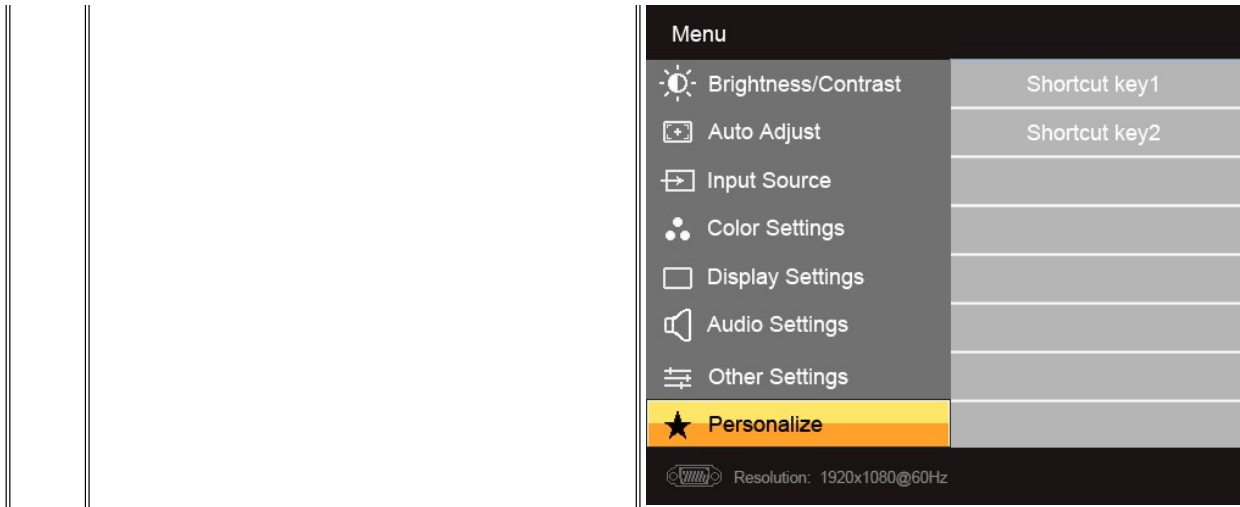 Menu
Brightness/Contrast Shortcut key1
Auto Adjust Shortcut key2
Input Source
Color Settings
Display Settings
Audio Settings
Other Settings
Personalize
Resolution: 1920x1080@60Hz